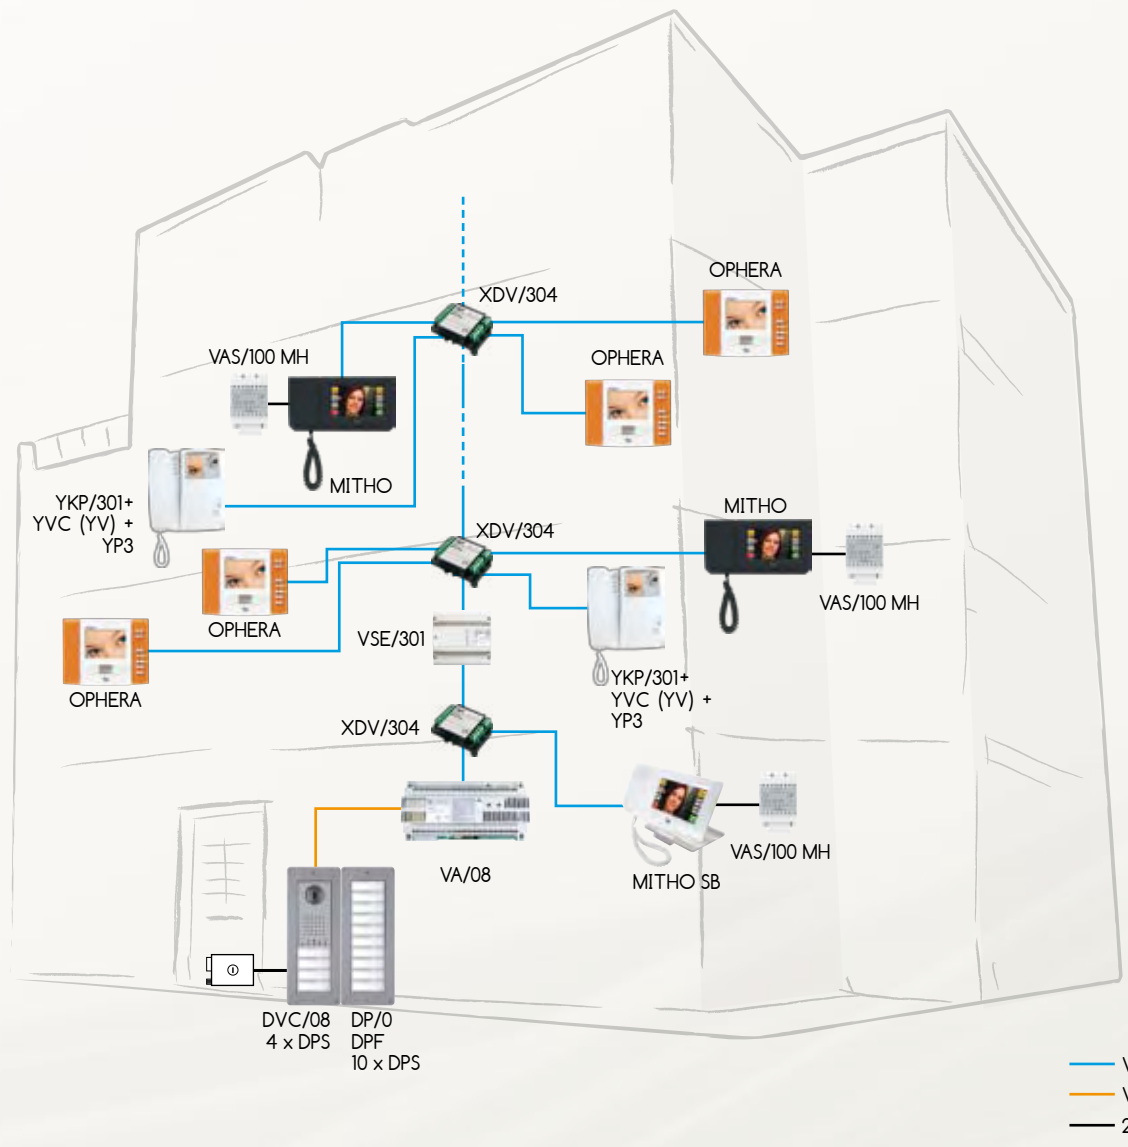 OPHERA
XDV/304
VAS/100 MH
OPHERA
MITHO
YKP/301+
YVC (YV) +
YP3
MITHO
XDV/304
VAS/100 MH
OPHERA
VSE/301
OPHERA
YKP/301+
YVC (YV) +
YP3
XDV/304
VAS/100 MH
VA/08
MITHO SB
DVC/08
4 x DPS
DP/0
DPF
10 x DPS
V
V
2